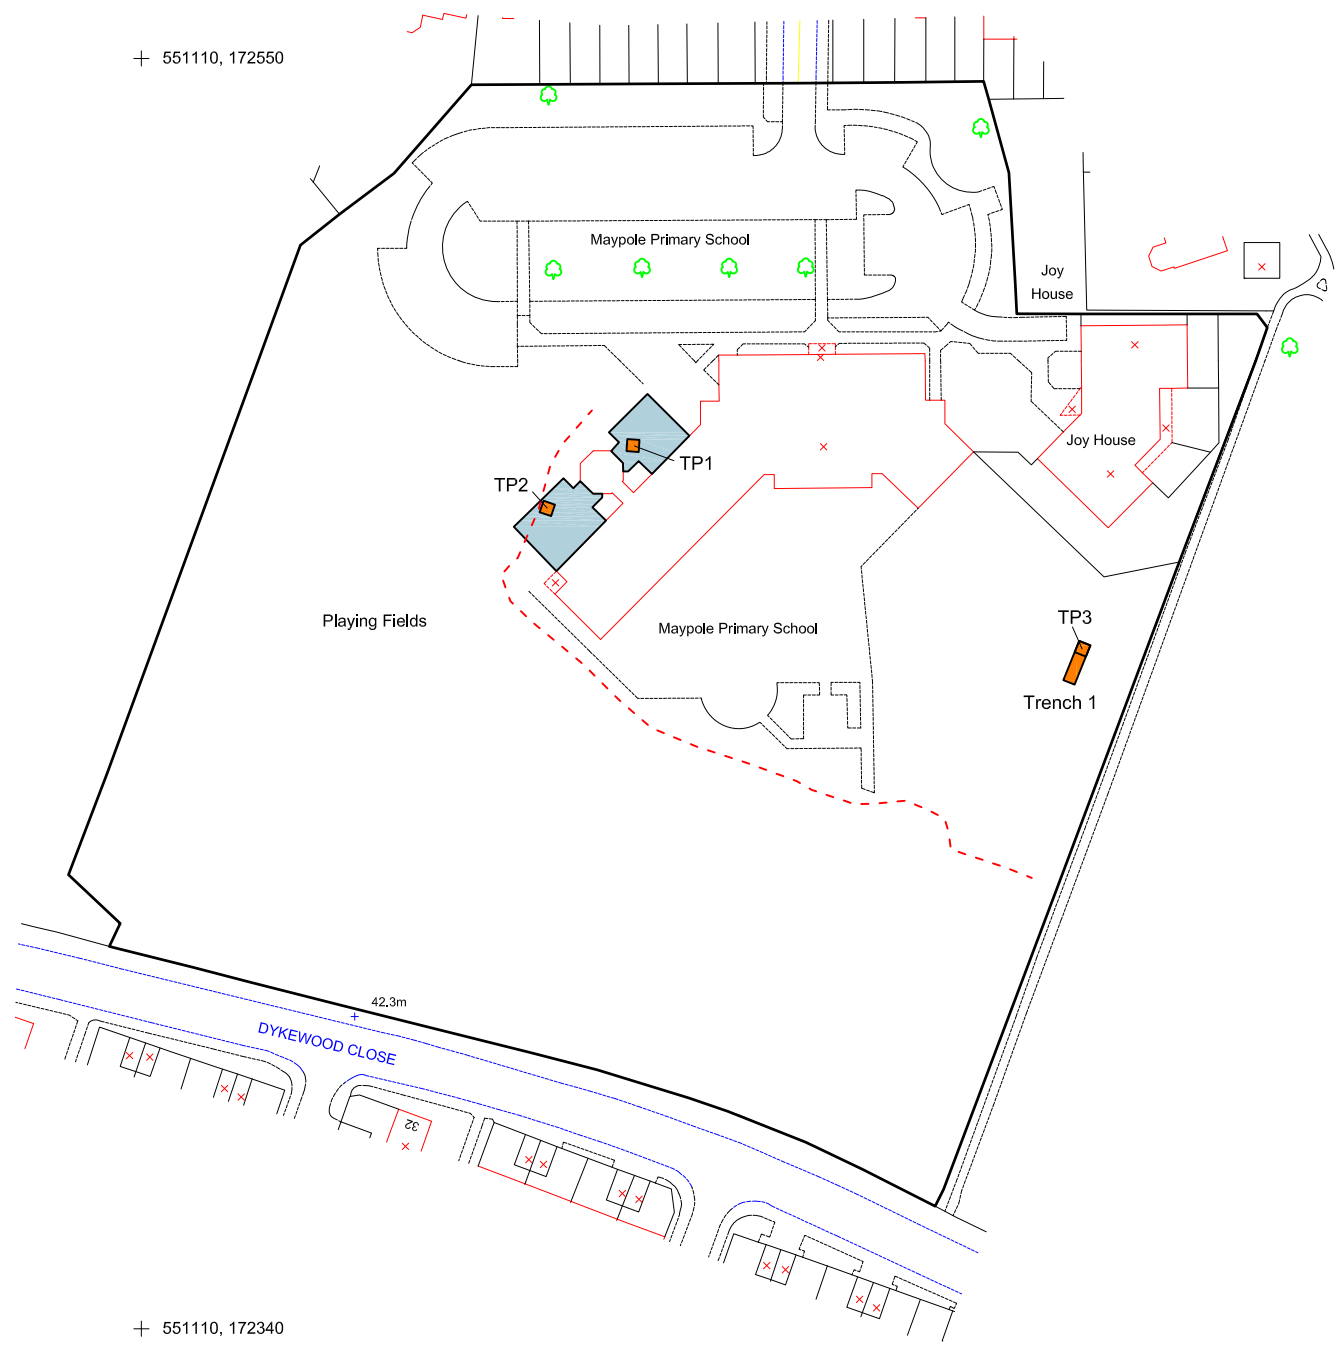 551110, 172550
Maypole Primary School
Joy
House
Joy House
TP1
TP2
Playing Fields
Maypole Primary School
TP3
Trench 1
42.3m
DYKEWOOD CLOSE
32
551110, 172340